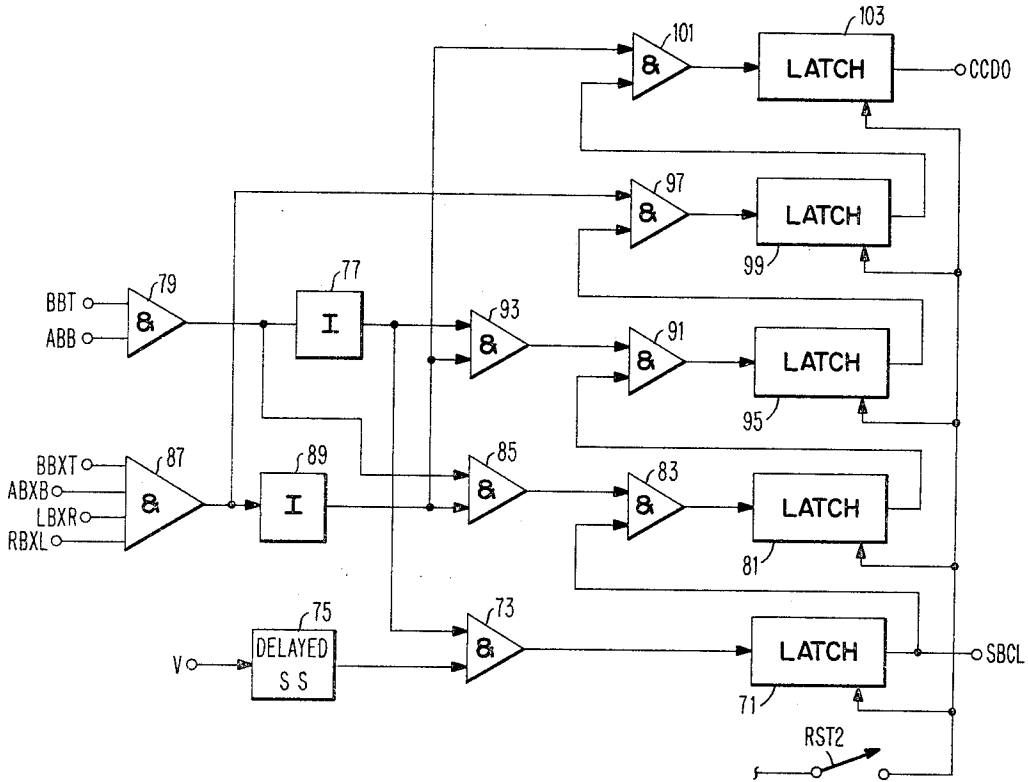 101
103
&
LATCH
CCDO
97
&
LATCH
99
79
77
BBT
ABB
&
I
93
&
91
&
LATCH
95
87
89
85
83
BBXT
ABXB
LBXR
RBXL
&
I
&
&
LATCH
81
75
73
V
DELAYED
SS
&
LATCH
SBCL
71
RST2